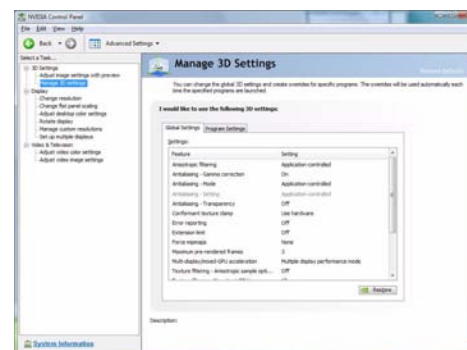 NVIDIA Control Panel
File Edit View Help
Back Advanced Settings
Select a Task...
3D Settings
Adjust image settings with preview
Manage 3D settings
Display
Change resolution
Change flat panel scaling
Adjust desktop color settings
Rotate display
Manage custom resolutions
Set up multiple displays
Video & Television
Adjust video color settings
Adjust video image settings
System Information
Manage 3D Settings
You can change the global 3D settings and create overrides for specific programs. The overrides will be used automatically each time the specified programs are launched.
I would like to use the following 3D settings:
Global Settings Program Settings
Settings:
Feature Setting
Anisotropic filtering Application-controlled
Antialiasing - Gamma correction On
Antialiasing - Mode Application-controlled
Antialiasing - Setting Application-controlled
Antialiasing - Transparency Off
Conformant texture clamp Use hardware
Error reporting Off
Extension limit Off
Force mipmaps None
Maximum pre-rendered frames 3
Multi-display/mixed-GPU acceleration Multiple display performance mode
Texture filtering - Anisotropic sample opti... Off
Restore
Description: